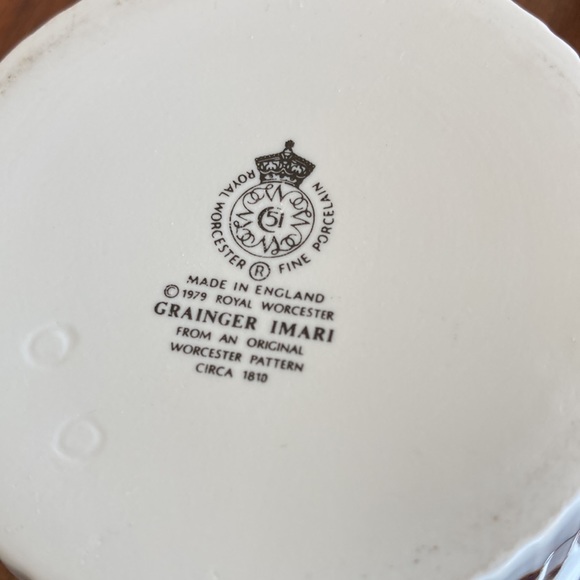 ROYAL WORCESTER ® FINE PORCELAIN
51
MADE IN ENGLAND
© 1979 ROYAL WORCESTER
GRAINGER IMARI
FROM AN ORIGINAL
WORCESTER PATTERN
CIRCA 1810